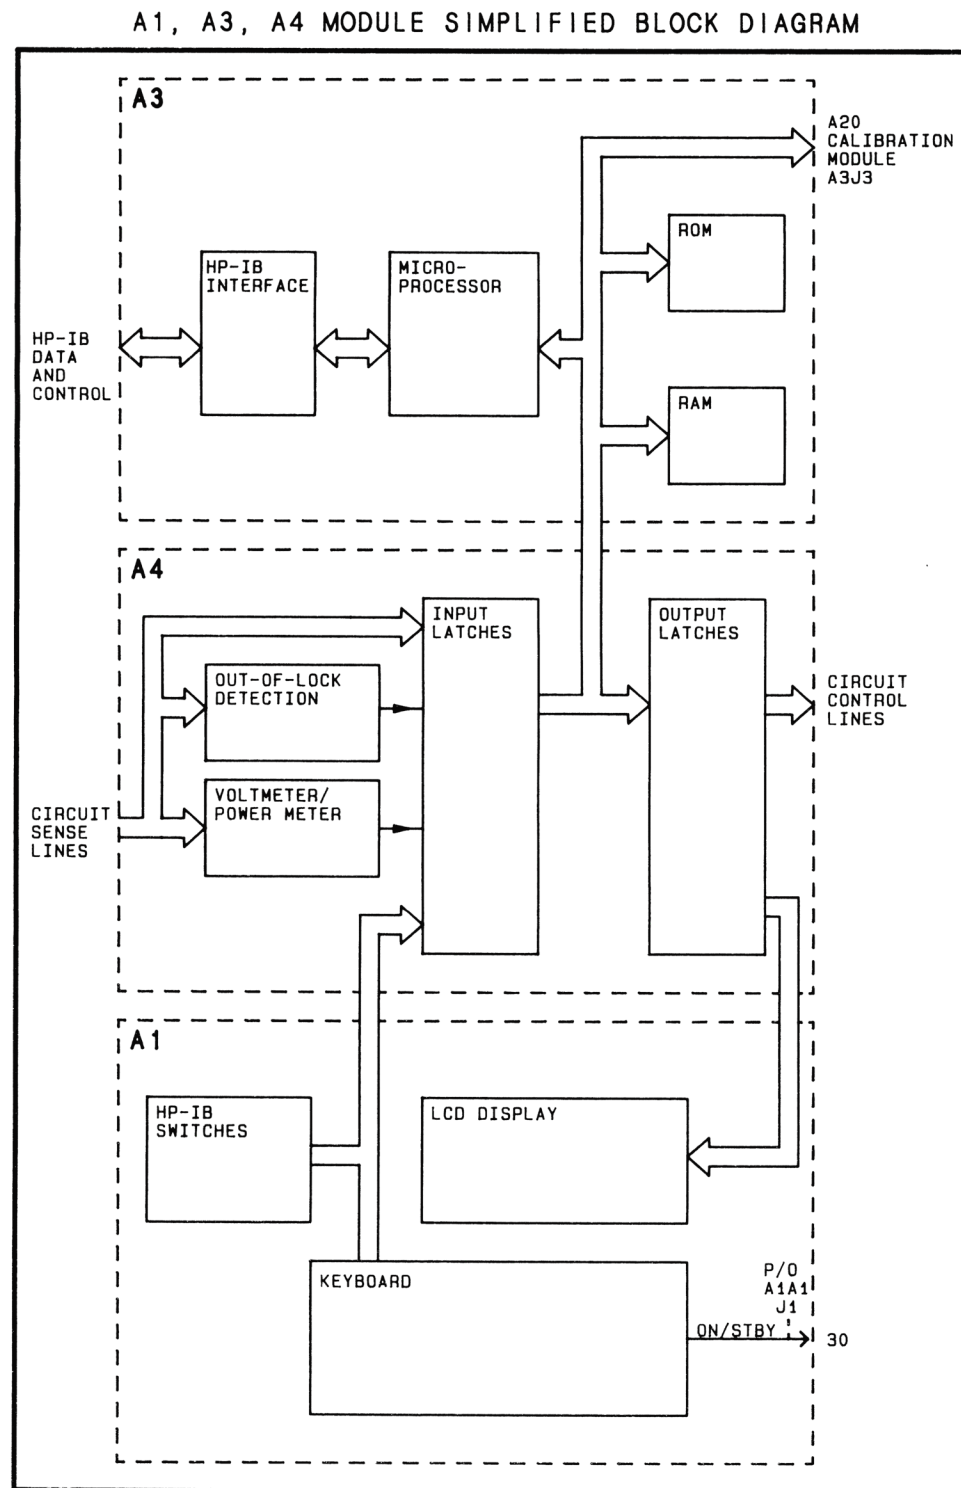 A1, A3, A4 MODULE SIMPLIFIED BLOCK DIAGRAM
A3
A20
CALIBRATION
MODULE
A3J3
ROM
HP-IB
INTERFACE
MICRO-
PROCESSOR
HP-IB
DATA
AND
CONTROL
RAM
A4
INPUT
LATCHES
OUTPUT
LATCHES
OUT-OF-LOCK
DETECTION
CIRCUIT
CONTROL
LINES
VOLTMETER/
POWER METER
CIRCUIT
SENSE
LINES
A1
HP-IB
SWITCHES
LCD DISPLAY
KEYBOARD
P/O
A1A1
J1
ON/STBY
30